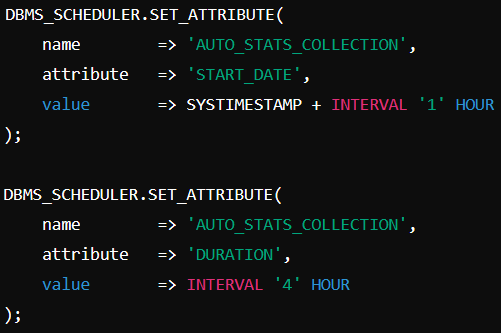 DBMS_SCHEDULER.SET_ATTRIBUTE(
    name        => 'AUTO_STATS_COLLECTION',
    attribute   => 'START_DATE',
    value       => SYSTIMESTAMP + INTERVAL '1' HOUR
);
DBMS_SCHEDULER.SET_ATTRIBUTE(
    name        => 'AUTO_STATS_COLLECTION',
    attribute   => 'DURATION',
    value       => INTERVAL '4' HOUR
);